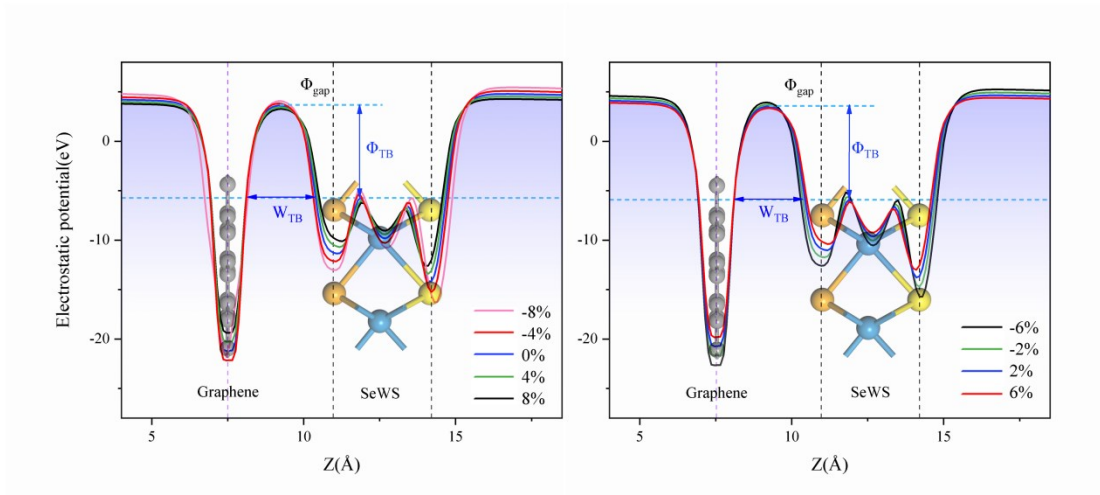 Electrostatic potential(eV)
0
-10
-20
5
10
15
Z(Å)
Φgap
ΦTB
WTB
Graphene
SeWS
-8%
-4%
0%
4%
8%
0
-10
-20
5
10
15
Z(Å)
Φgap
ΦTB
WTB
Graphene
SeWS
-6%
-2%
2%
6%